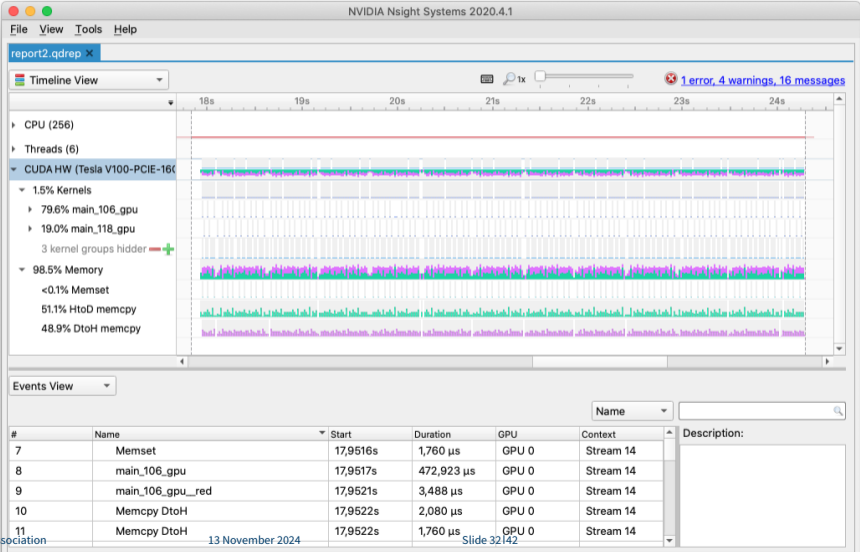 NVIDIA Nsight Systems 2020.4.1
File View Tools Help
report2.qdrep
Timeline View
1x
1 error, 4 warnings, 16 messages
18s 19s 20s 21s 22s 23s 24s
CPU (256)
Threads (6)
CUDA HW (Tesla V100-PCIE-16G
1.5% Kernels
79.6% main_106_gpu
19.0% main_118_gpu
3 kernel groups hidden
98.5% Memory
<0.1% Memset
51.1% HtoD memcpy
48.9% DtoH memcpy
Events View
Name
# Name Start Duration GPU Context Description:
7 Memset 17,9516s 1,760 μs GPU 0 Stream 14
8 main_106_gpu 17,9517s 472,923 μs GPU 0 Stream 14
9 main_106_gpu__red 17,9521s 3,488 μs GPU 0 Stream 14
10 Memcpy DtoH 17,9522s 2,080 μs GPU 0 Stream 14
11 Memcpy DtoH 17,9522s 1,760 μs GPU 0 Stream 14
sociation 13 November 2024 Slide 32|42